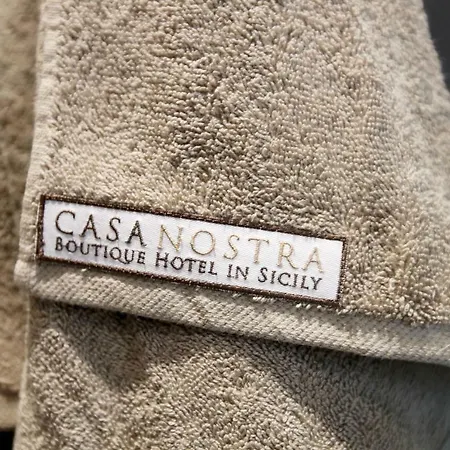 CASA NOSTRA
BOUTIQUE HOTEL IN SICILY